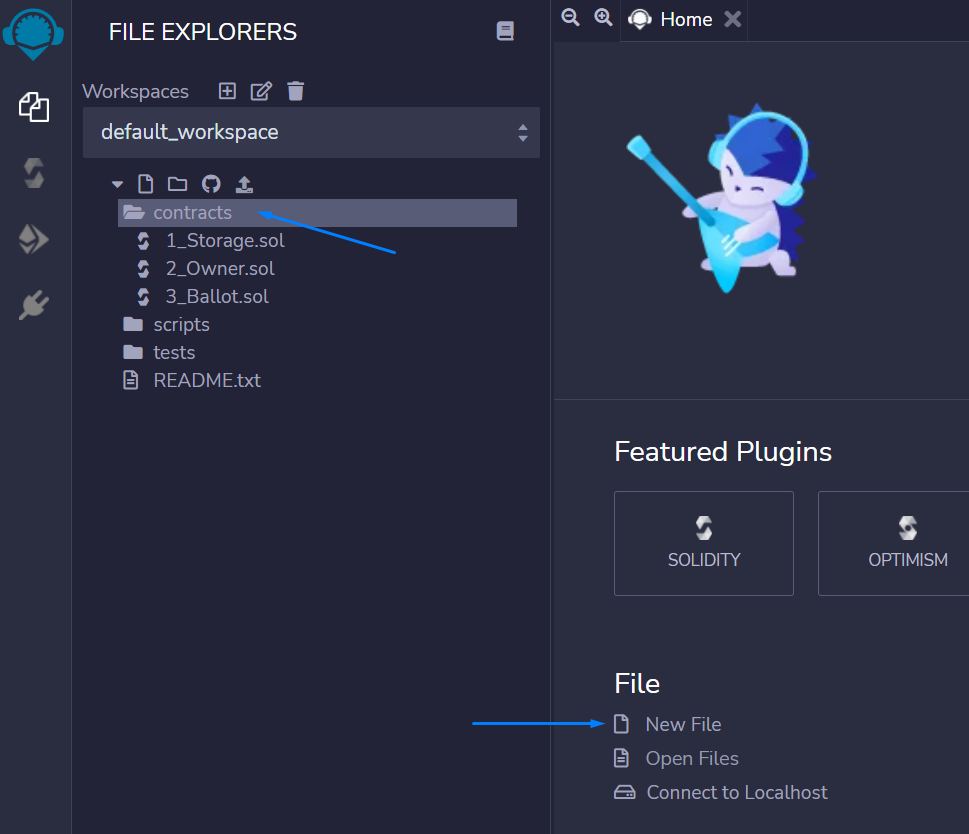 FILE EXPLORERS
Workspaces
default_workspace
contracts
1_Storage.sol
2_Owner.sol
3_Ballot.sol
scripts
tests
README.txt
Home
Featured Plugins
SOLIDITY
OPTIMISM
File
New File
Open Files
Connect to Localhost